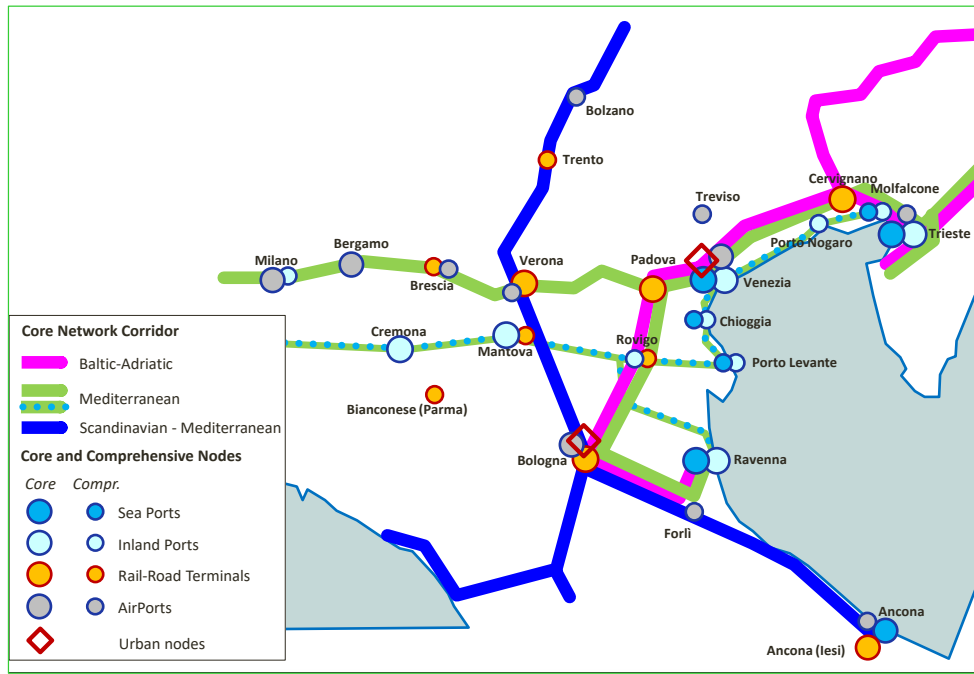 Bolzano
Trento
Treviso
Cervignano
Molfalcone
Porto Nogaro
Trieste
Bergamo
Milano
Brescia
Verona
Padova
Venezia
Chioggia
Cremona
Mantova
Rovigo
Porto Levante
Bianconese (Parma)
Bologna
Ravenna
Forlì
Ancona
Ancona (Iesi)
Core Network Corridor
Baltic-Adriatic
Mediterranean
Scandinavian - Mediterranean
Core and Comprehensive Nodes
Core Compr.
Sea Ports
Inland Ports
Rail-Road Terminals
AirPorts
Urban nodes